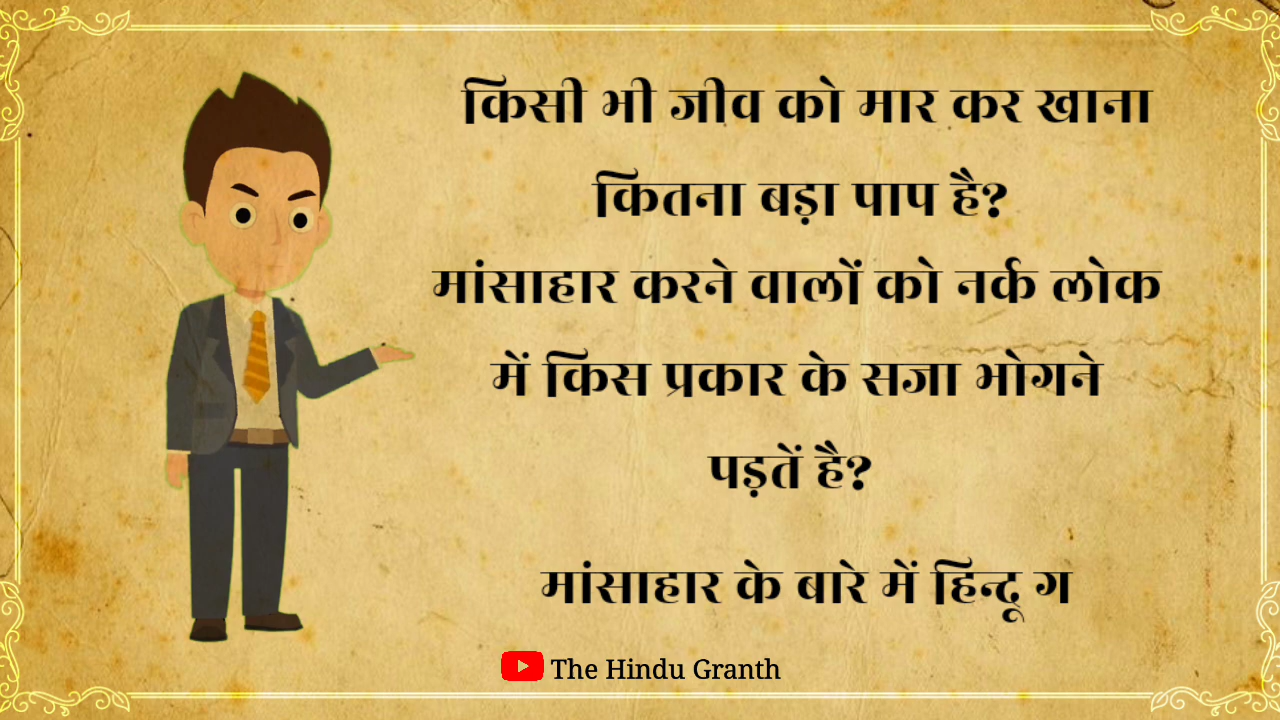 किसी भी जीव को मार कर खाना
कितना बड़ा पाप है?
मांसाहार करने वालों को नर्क लोक
में किस प्रकार के सजा भोगने
पड़तें है?
मांसाहार के बारे में हिन्दू ग
The Hindu Granth